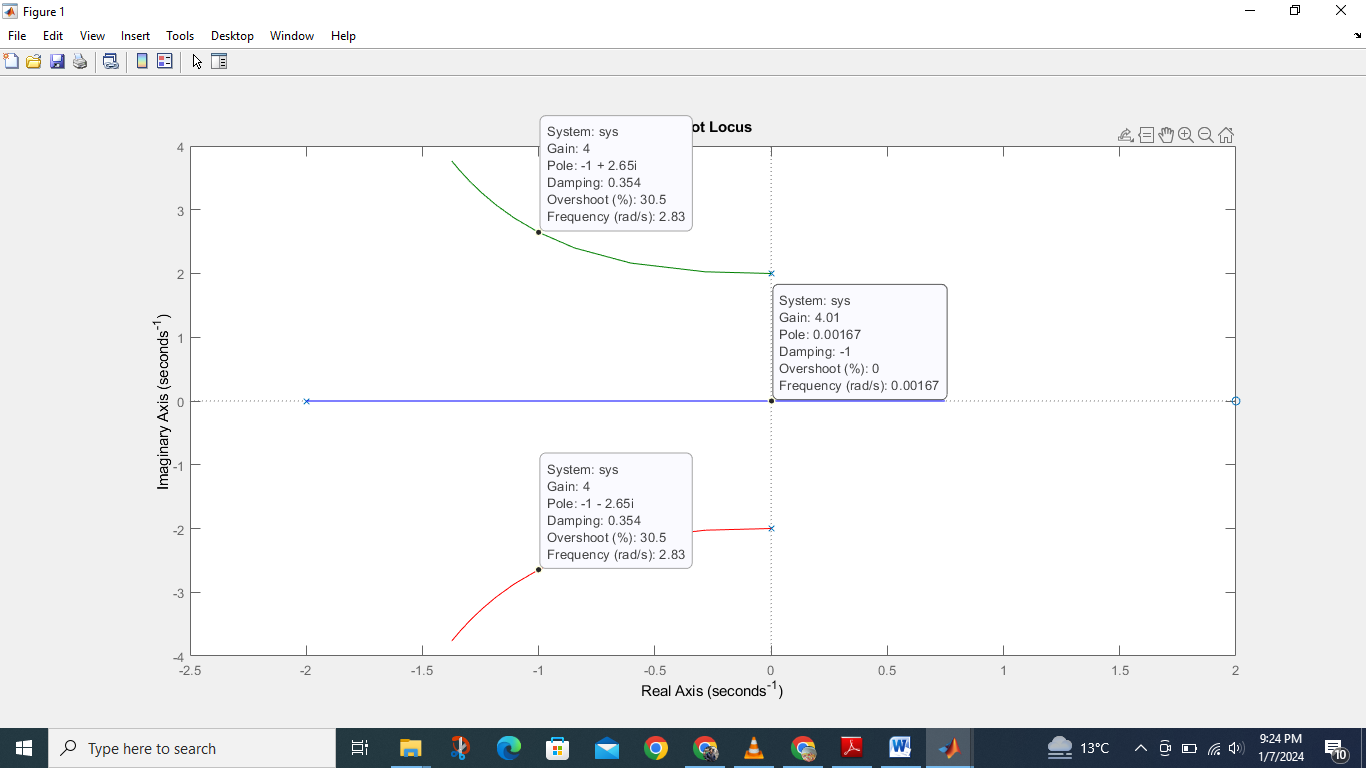 Figure 1
File Edit View Insert Tools Desktop Window Help
ot Locus
System: sys
Gain: 4
Pole: -1 + 2.65i
Damping: 0.354
Overshoot (%): 30.5
Frequency (rad/s): 2.83
System: sys
Gain: 4.01
Pole: 0.00167
Damping: -1
Overshoot (%): 0
Frequency (rad/s): 0.00167
System: sys
Gain: 4
Pole: -1 - 2.65i
Damping: 0.354
Overshoot (%): 30.5
Frequency (rad/s): 2.83
Imaginary Axis (seconds-1)
4
3
2
1
0
-1
-2
-3
-4
-2.5 -2 -1.5 -1 -0.5 0 0.5 1 1.5 2
Real Axis (seconds-1)
Type here to search
13°C
9:24 PM
1/7/2024
10